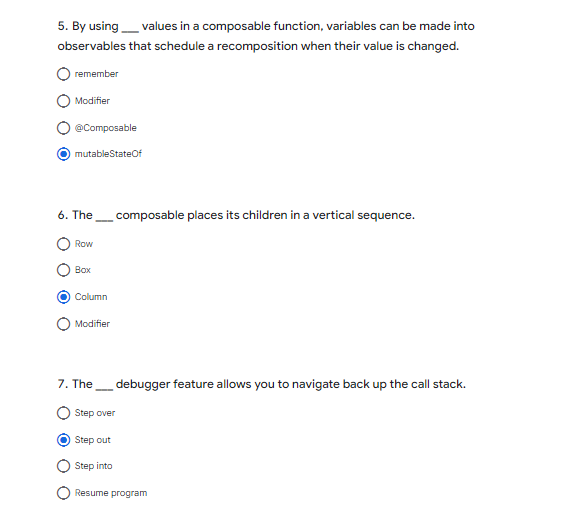 5. By using ___ values in a composable function, variables can be made into
observables that schedule a recomposition when their value is changed.
remember
Modifier
@Composable
mutableStateOf
6. The ___ composable places its children in a vertical sequence.
Row
Box
Column
Modifier
7. The ___ debugger feature allows you to navigate back up the call stack.
Step over
Step out
Step into
Resume program